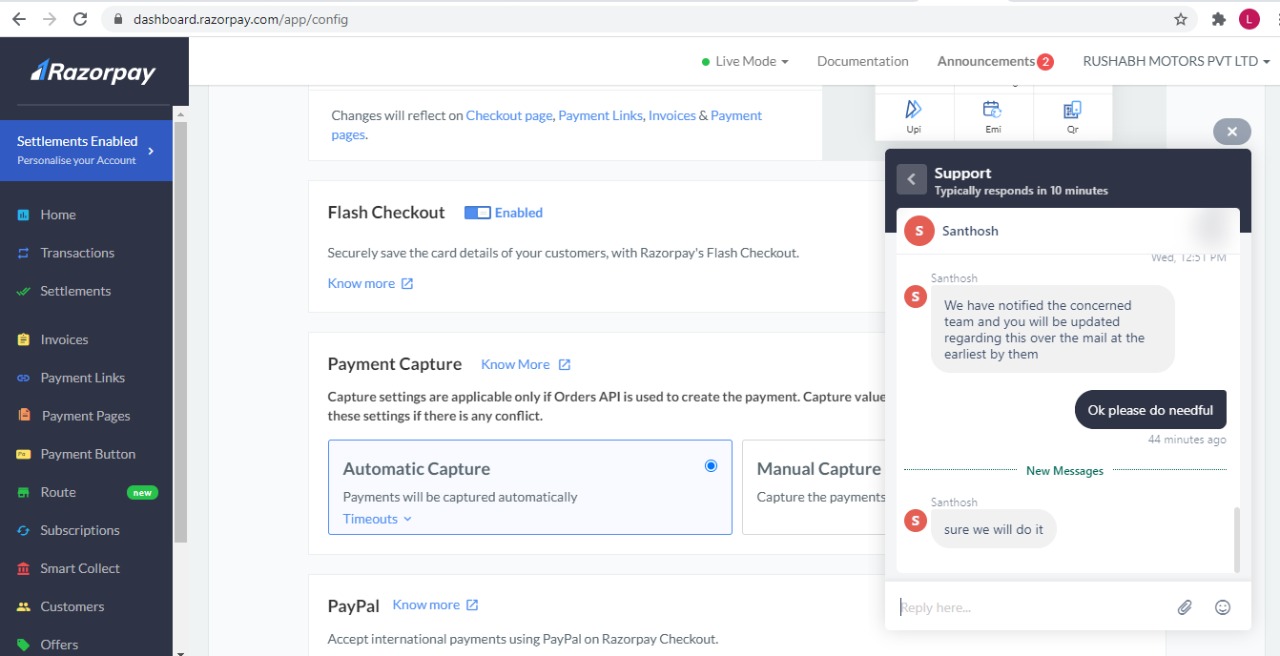 dashboard.razorpay.com/app/config
L
Razorpay
Live Mode
Documentation
Announcements 2
RUSHABH MOTORS PVT LTD
Settlements Enabled
Personalise your Account
Home
Transactions
Settlements
Invoices
Payment Links
Payment Pages
Payment Button
Route new
Subscriptions
Smart Collect
Customers
Offers
Changes will reflect on Checkout page, Payment Links, Invoices & Payment
pages.
Upi
Emi
Qr
Flash Checkout Enabled
Securely save the card details of your customers, with Razorpay's Flash Checkout.
Know more
Payment Capture Know More
Capture settings are applicable only if Orders API is used to create the payment. Capture value
these settings if there is any conflict.
Automatic Capture
Payments will be captured automatically
Timeouts
Manual Capture
Capture the payments
PayPal Know more
Accept international payments using PayPal on Razorpay Checkout.
Support
Typically responds in 10 minutes
S Santhosh
Wed, 12:51 PM
Santhosh
S
We have notified the concerned
team and you will be updated
regarding this over the mail at the
earliest by them
Ok please do needful
44 minutes ago
New Messages
Santhosh
S
sure we will do it
Reply here...